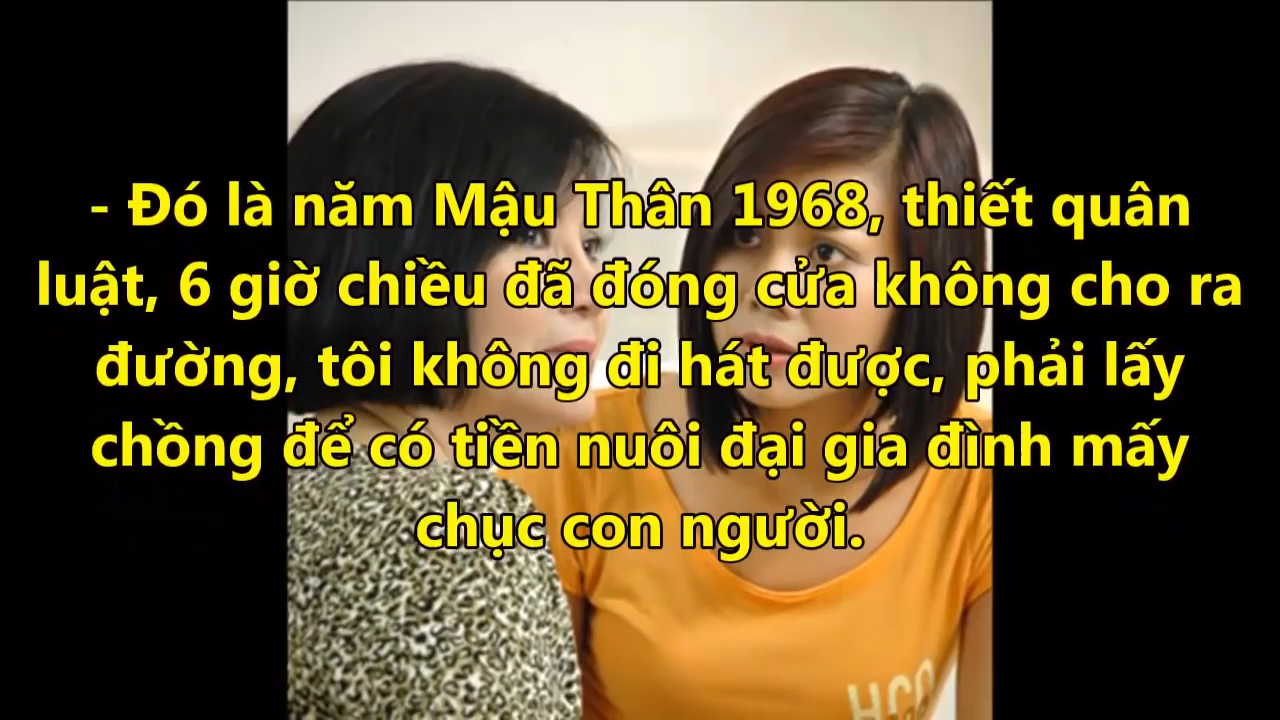 - Đó là năm Mậu Thân 1968, thiết quân
luật, 6 giờ chiều đã đóng cửa không cho ra
đường, tôi không đi hát được, phải lấy
chồng để có tiền nuôi đại gia đình mấy
chục con người.